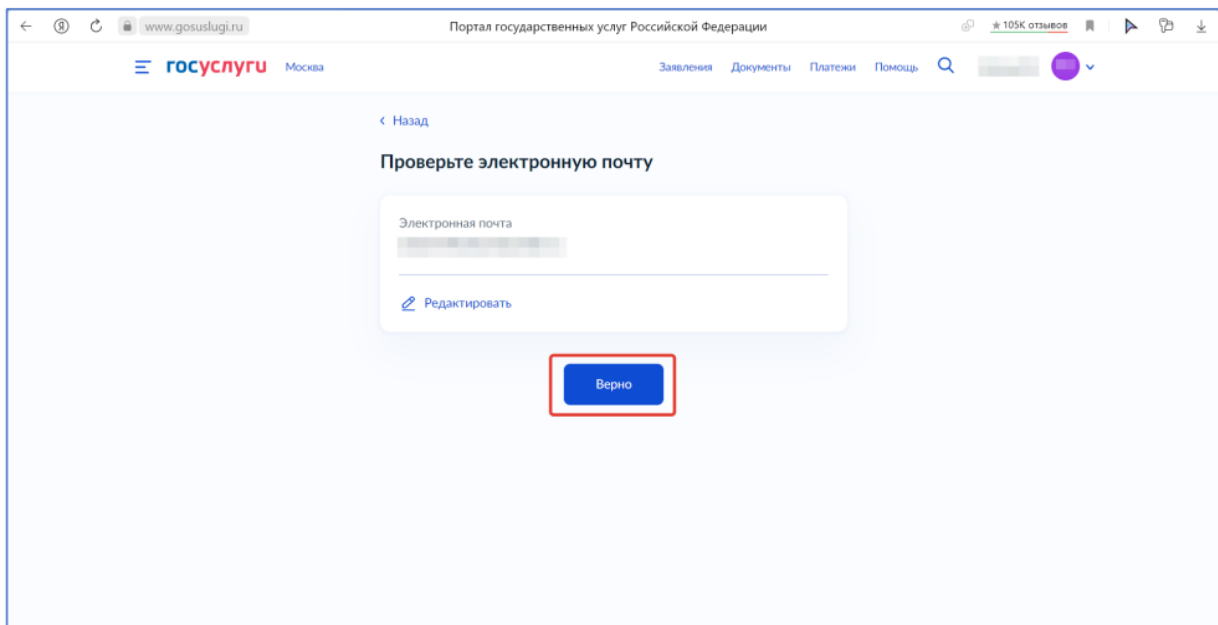 www.gosuslugi.ru Портал государственных услуг Российской Федерации ★ 105K отзывов
госуслуги Москва Заявления Документы Платежи Помощь
Назад
Проверьте электронную почту
Электронная почта
Редактировать
Верно